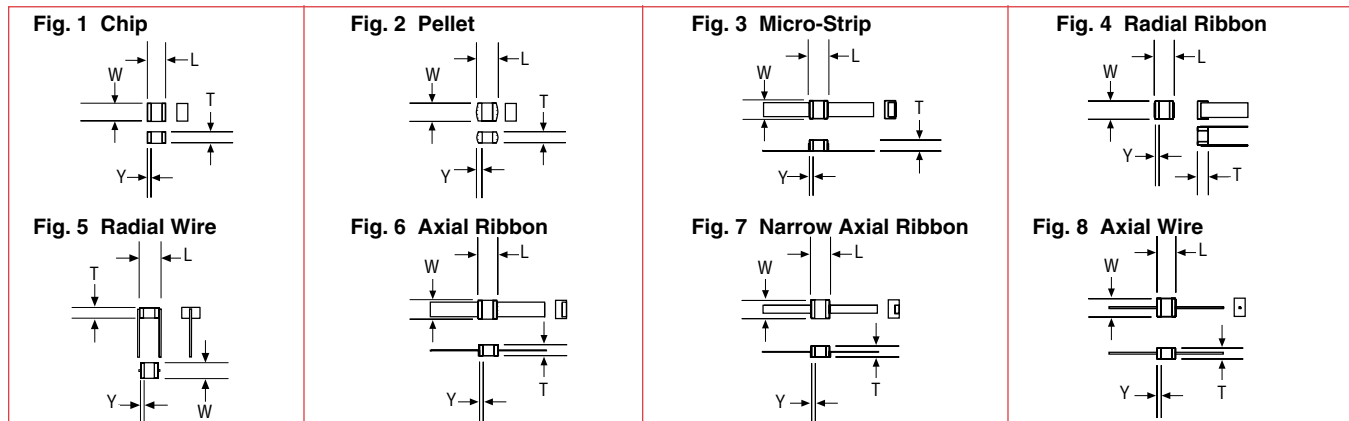 Fig. 1 Chip
W
L
T
Y
Fig. 2 Pellet
W
L
T
Y
Fig. 3 Micro-Strip
W
L
T
Y
Fig. 4 Radial Ribbon
W
L
Y
T
Fig. 5 Radial Wire
L
T
Y
W
Fig. 6 Axial Ribbon
W
L
T
Y
Fig. 7 Narrow Axial Ribbon
W
L
T
Y
Fig. 8 Axial Wire
W
L
T
Y